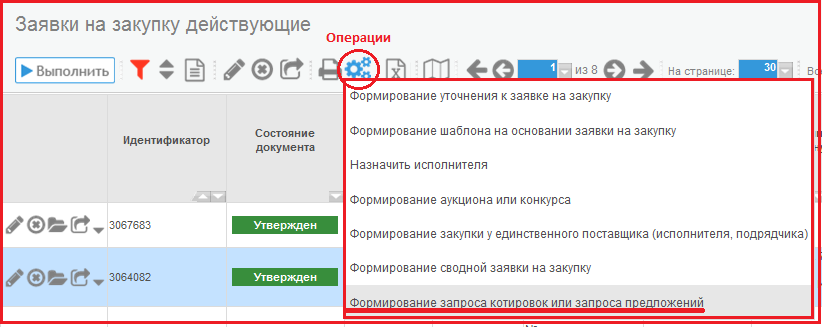 Заявки на закупку действующие
Операции
Выполнить
1 из 8
На странице: 30
Идентификатор
Состояние
документа
3067683
Утвержден
3064082
Утвержден
Формирование уточнения к заявке на закупку
Формирование шаблона на основании заявки на закупку
Назначить исполнителя
Формирование аукциона или конкурса
Формирование закупки у единственного поставщика (исполнителя, подрядчика)
Формирование сводной заявки на закупку
Формирование запроса котировок или запроса предложений